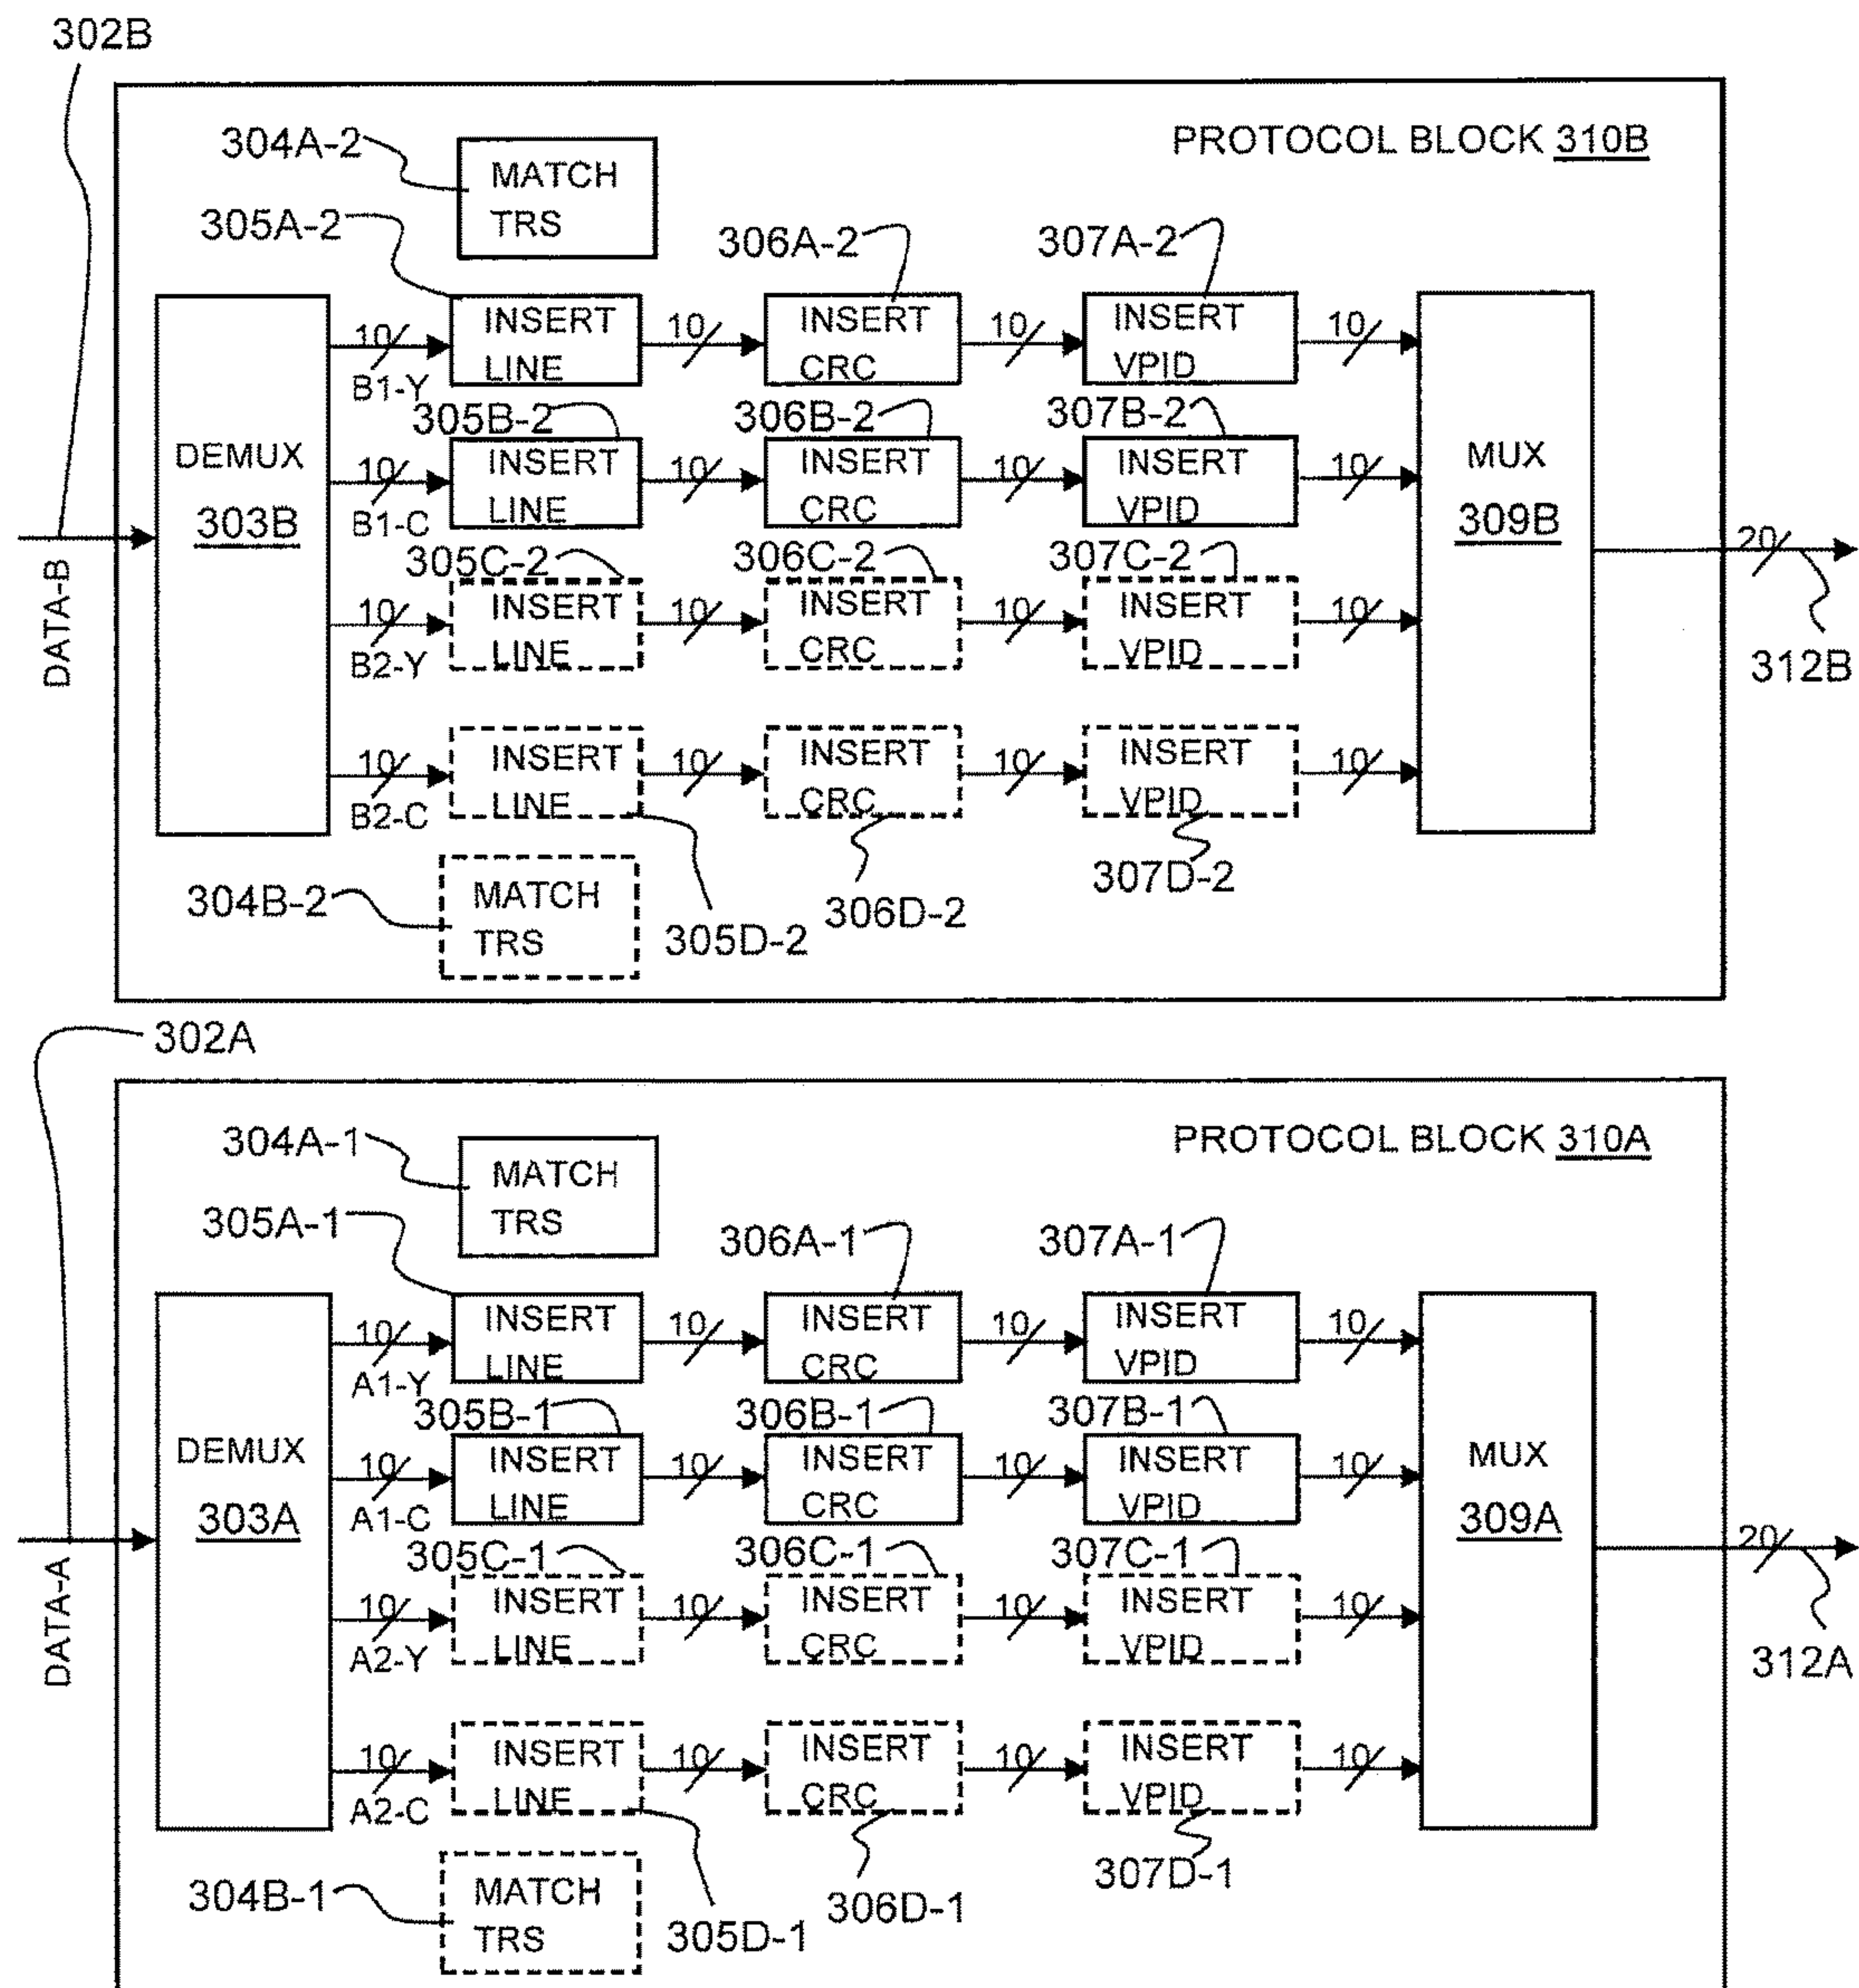 302B
PROTOCOL BLOCK 310B
304A-2
MATCH
TRS
305A-2
306A-2
307A-2
10
INSERT
LINE
10
INSERT
CRC
10
INSERT
VPID
10
B1-Y
305B-2
306B-2
307B-2
DEMUX
303B
10
INSERT
LINE
10
INSERT
CRC
10
INSERT
VPID
10
MUX
309B
B1-C
20
312B
DATA-B
305C-2
306C-2
307C-2
10
INSERT
LINE
10
INSERT
CRC
10
INSERT
VPID
10
B2-Y
10
INSERT
LINE
10
INSERT
CRC
10
INSERT
VPID
10
B2-C
304B-2
MATCH
TRS
305D-2
306D-2
307D-2
302A
PROTOCOL BLOCK 310A
304A-1
MATCH
TRS
305A-1
306A-1
307A-1
10
INSERT
LINE
10
INSERT
CRC
10
INSERT
VPID
10
A1-Y
305B-1
306B-1
307B-1
DEMUX
303A
10
INSERT
LINE
10
INSERT
CRC
10
INSERT
VPID
10
MUX
309A
A1-C
20
312A
DATA-A
305C-1
306C-1
307C-1
10
INSERT
LINE
10
INSERT
CRC
10
INSERT
VPID
10
A2-Y
10
INSERT
LINE
10
INSERT
CRC
10
INSERT
VPID
10
A2-C
304B-1
MATCH
TRS
305D-1
306D-1
307D-1